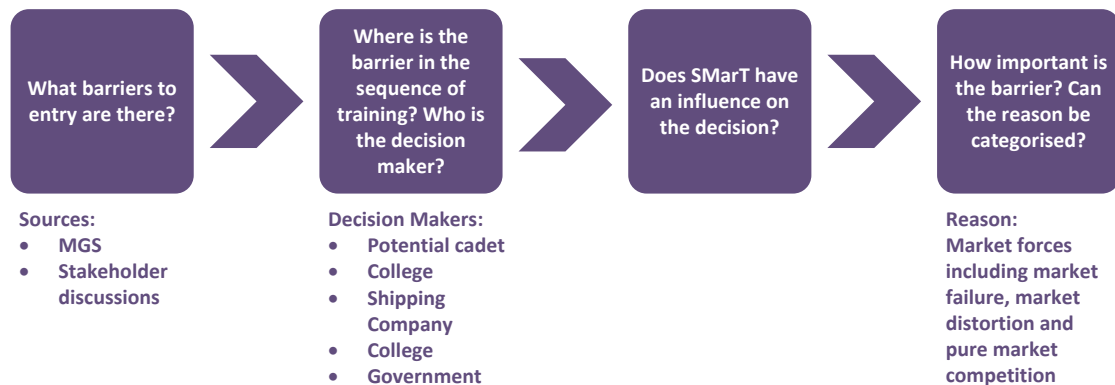 What barriers to
entry are there?
Where is the
barrier in the
sequence of
training? Who is
the decision
maker?
Does SMarT have
an influence on
the decision?
How important is
the barrier? Can
the reason be
categorised?
Sources:
• MGS
• Stakeholder
discussions
Decision Makers:
• Potential cadet
• College
• Shipping
Company
• College
• Government
Reason:
Market forces
including market
failure, market
distortion and
pure market
competition